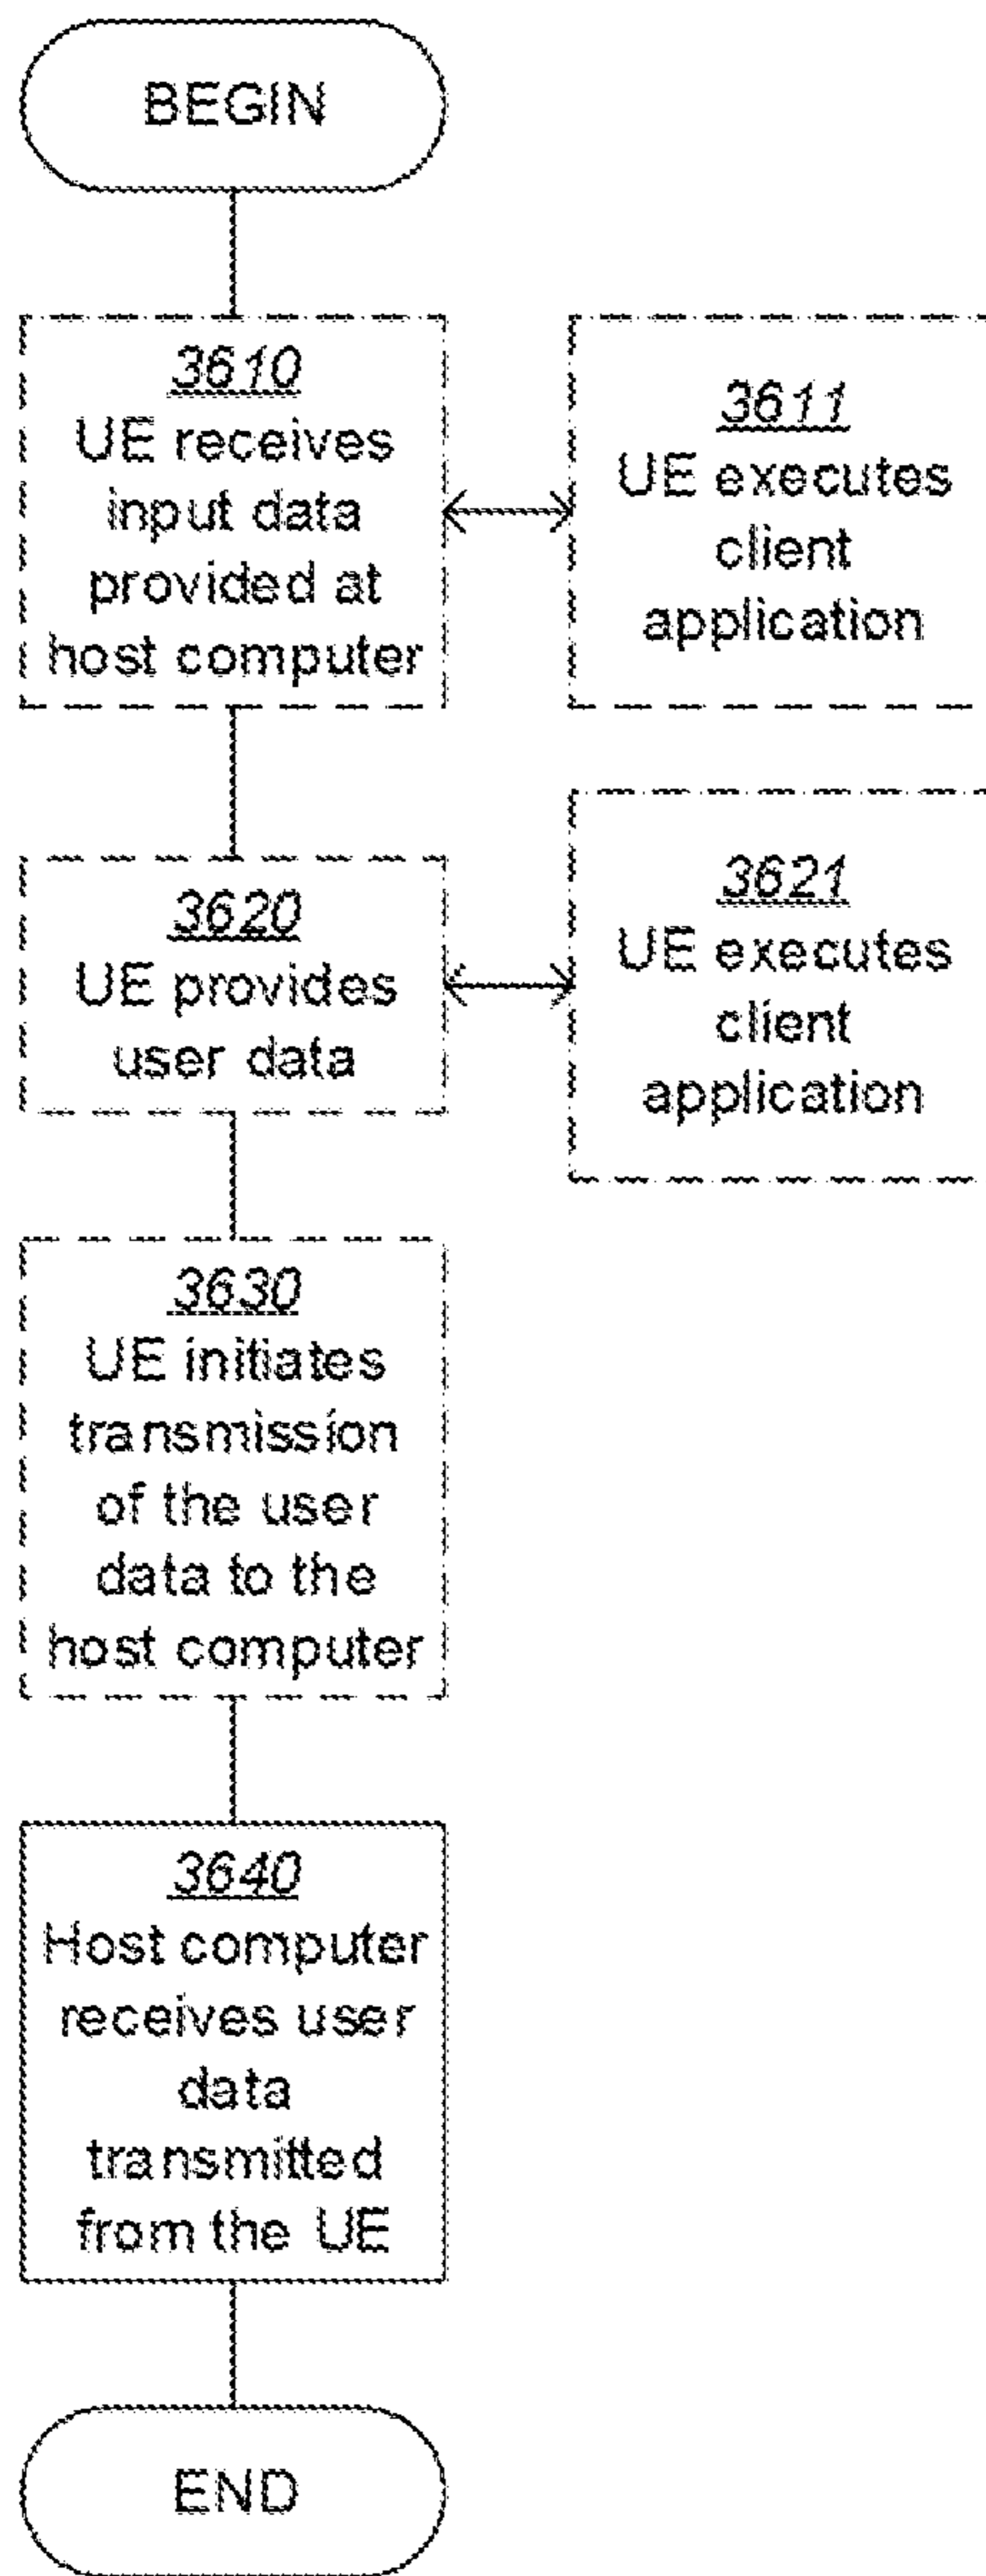 BEGIN
3610
UE receives
input data
provided at
host computer
3611
UE executes
client
application
3620
UE provides
user data
3621
UE executes
client
application
3630
UE initiates
transmission
of the user
data to the
host computer
3640
Host computer
receives user
data
transmitted
from the UE
END